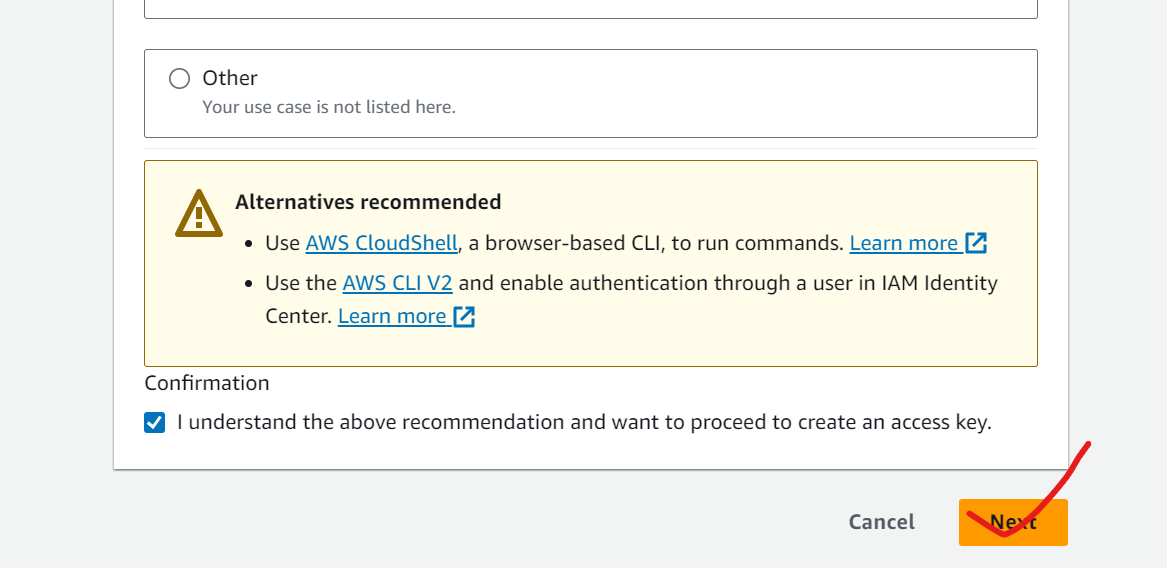 Other
Your use case is not listed here.
Alternatives recommended
Use AWS CloudShell, a browser-based CLI, to run commands. Learn more
Use the AWS CLI V2 and enable authentication through a user in IAM Identity
Center. Learn more
Confirmation
I understand the above recommendation and want to proceed to create an access key.
Cancel Next